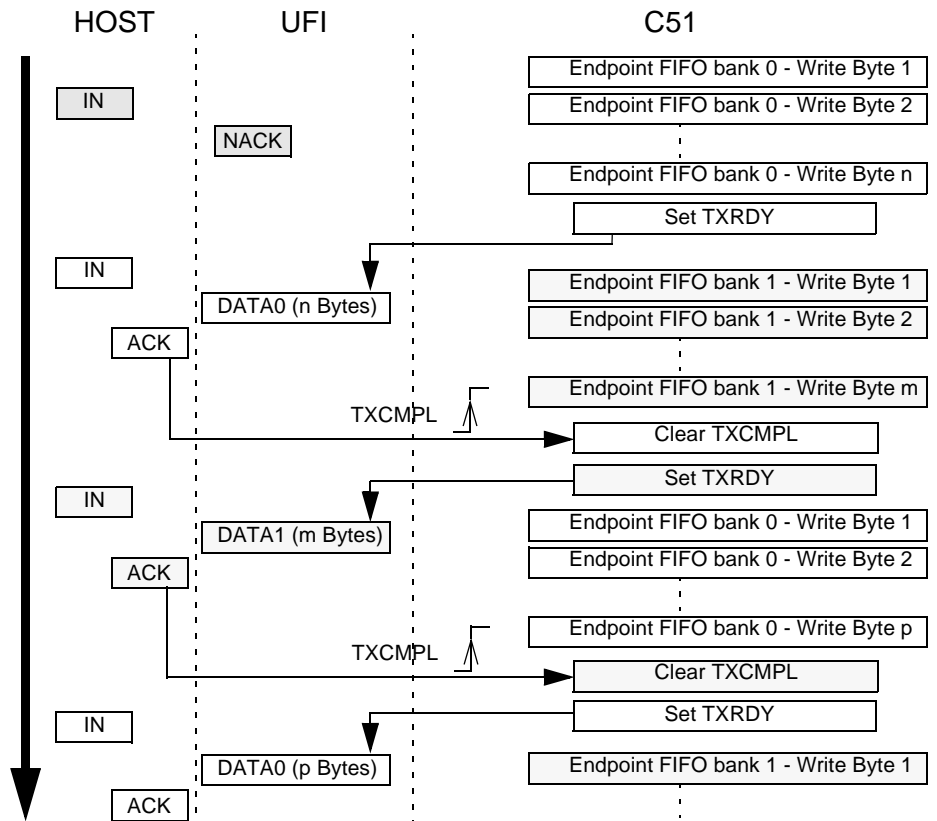 HOST UFI C51
Endpoint FIFO bank 0 - Write Byte 1
IN
Endpoint FIFO bank 0 - Write Byte 2
NACK
Endpoint FIFO bank 0 - Write Byte n
Set TXRDY
IN
Endpoint FIFO bank 1 - Write Byte 1
DATA0 (n Bytes)
Endpoint FIFO bank 1 - Write Byte 2
ACK
Endpoint FIFO bank 1 - Write Byte m
TXCMPL
Clear TXCMPL
Set TXRDY
IN
Endpoint FIFO bank 0 - Write Byte 1
DATA1 (m Bytes)
Endpoint FIFO bank 0 - Write Byte 2
ACK
Endpoint FIFO bank 0 - Write Byte p
TXCMPL
Clear TXCMPL
Set TXRDY
IN
DATA0 (p Bytes)
Endpoint FIFO bank 1 - Write Byte 1
ACK